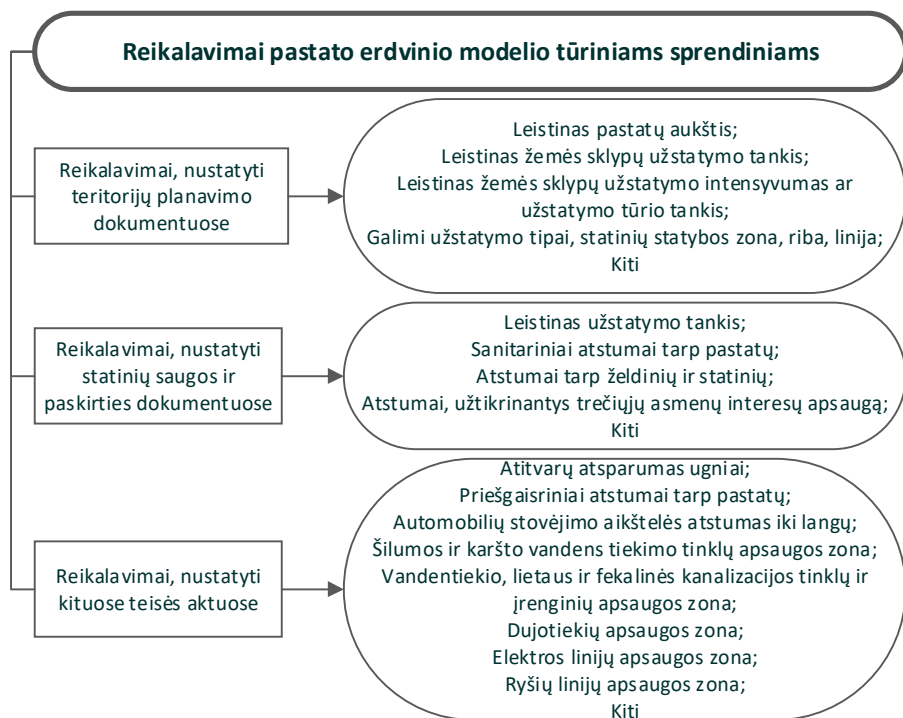 Reikalavimai pastato erdvinio modelio tūriniams sprendiniams
Reikalavimai, nustatyti
teritorijų planavimo
dokumentuose
Leistinas pastatų aukštis;
Leistinas žemės sklypų užstatymo tankis;
Leistinas žemės sklypų užstatymo intensyvumas ar
užstatymo tūrio tankis;
Galimi užstatymo tipai, statinių statybos zona, riba, linija;
Kiti
Reikalavimai, nustatyti
statinių saugos ir
paskirties dokumentuose
Leistinas užstatymo tankis;
Sanitariniai atstumai tarp pastatų;
Atstumai tarp želdinių ir statinių;
Atstumai, užtikrinantys trečiųjų asmenų interesų apsaugą;
Kiti
Reikalavimai, nustatyti
kituose teisės aktuose
Atitvarų atsparumas ugniai;
Priešgaisriniai atstumai tarp pastatų;
Automobilių stovėjimo aikštelės atstumas iki langų;
Šilumos ir karšto vandens tiekimo tinklų apsaugos zona;
Vandentiekio, lietaus ir fekalinės kanalizacijos tinklų ir
įrenginių apsaugos zona;
Dujotiekių apsaugos zona;
Elektros linijų apsaugos zona;
Ryšių linijų apsaugos zona;
Kiti